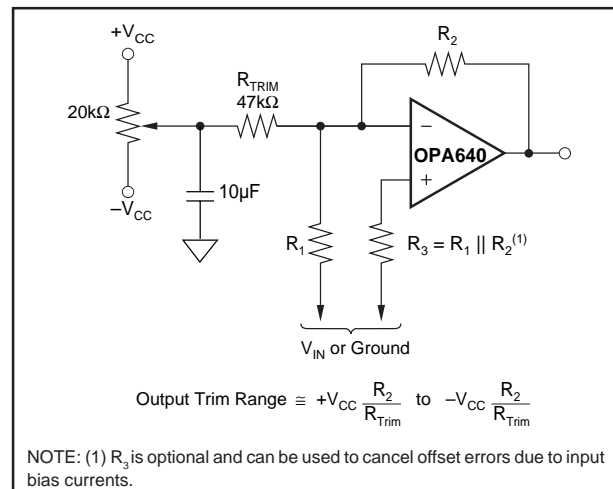 +VCC
R2
RTRIM
47kΩ
20kΩ
–
OPA640
+
10µF
–VCC
R1
R3 = R1 || R2(1)
VIN or Ground
Output Trim Range ≅ +VCC R2/RTrim to –VCC R2/RTrim
NOTE: (1) R3 is optional and can be used to cancel offset errors due to input
bias currents.